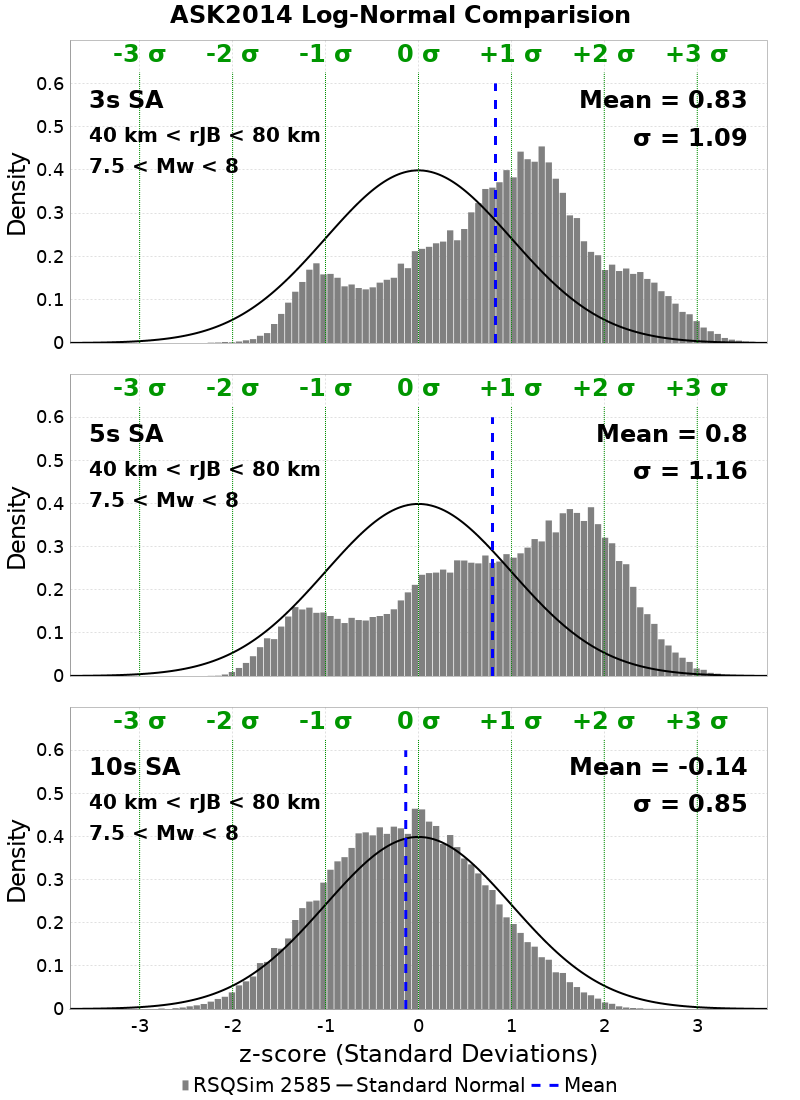 ASK2014 Log-Normal Comparision
-3 σ -2 σ -1 σ 0 σ +1 σ +2 σ +3 σ
3s SA
40 km < rJB < 80 km
7.5 < Mw < 8
Mean = 0.83
σ = 1.09
0.6
0.5
0.4
0.3
0.2
0.1
0
Density
-3 σ -2 σ -1 σ 0 σ +1 σ +2 σ +3 σ
5s SA
40 km < rJB < 80 km
7.5 < Mw < 8
Mean = 0.8
σ = 1.16
0.6
0.5
0.4
0.3
0.2
0.1
0
Density
-3 σ -2 σ -1 σ 0 σ +1 σ +2 σ +3 σ
10s SA
40 km < rJB < 80 km
7.5 < Mw < 8
Mean = -0.14
σ = 0.85
0.6
0.5
0.4
0.3
0.2
0.1
0
Density
-3 -2 -1 0 1 2 3
z-score (Standard Deviations)
RSQSim 2585 Standard Normal Mean